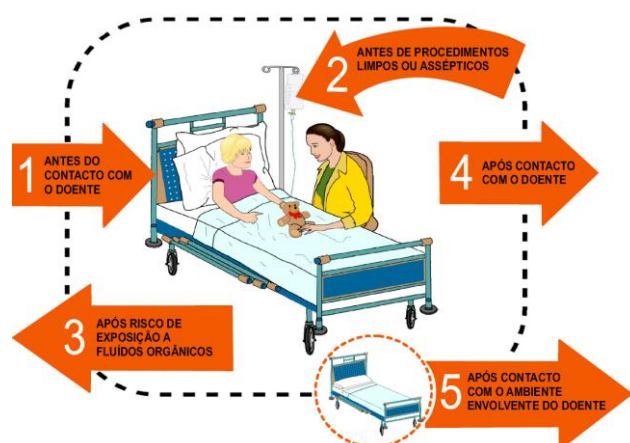 1
ANTES DO
CONTACTO COM
O DOENTE
2
ANTES DE PROCEDIMENTOS
LIMPOS OU ASSÉPTICOS
3
APÓS RISCO DE
EXPOSIÇÃO A
FLUÍDOS ORGÂNICOS
4
APÓS CONTACTO
COM O DOENTE
5
APÓS CONTACTO
COM O AMBIENTE
ENVOLVENTE DO DOENTE